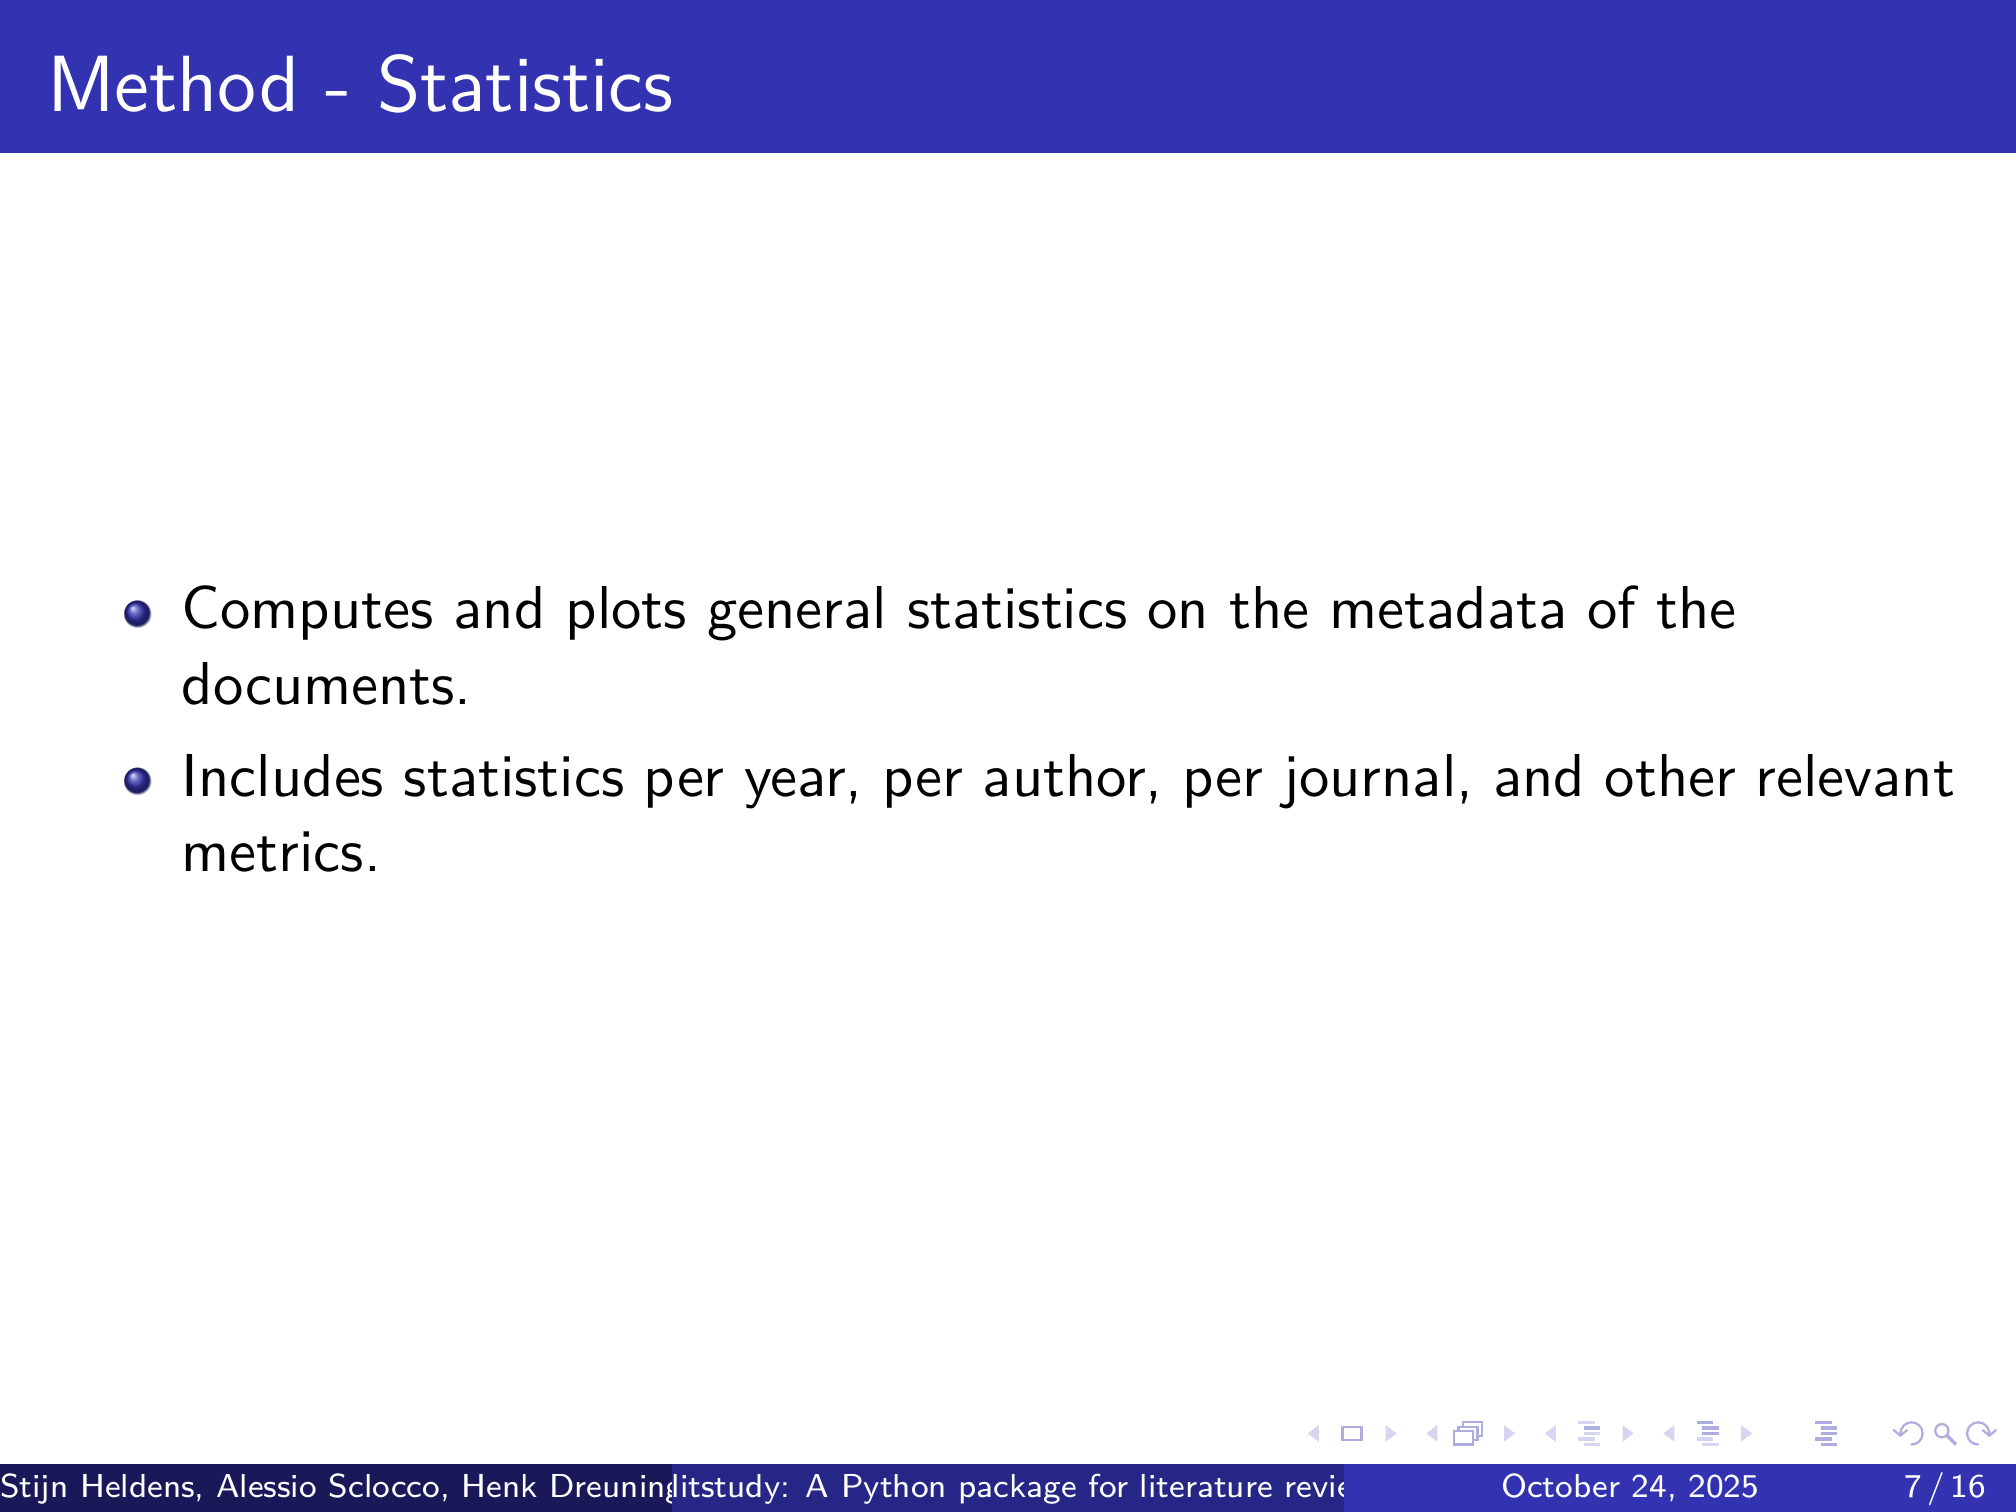 Method - Statistics
Computes and plots general statistics on the metadata of the
documents.
Includes statistics per year, per author, per journal, and other relevant
metrics.
Stijn Heldens, Alessio Sclocco, Henk litstudy: A Python package for literature October 24, 2025 7 / 16